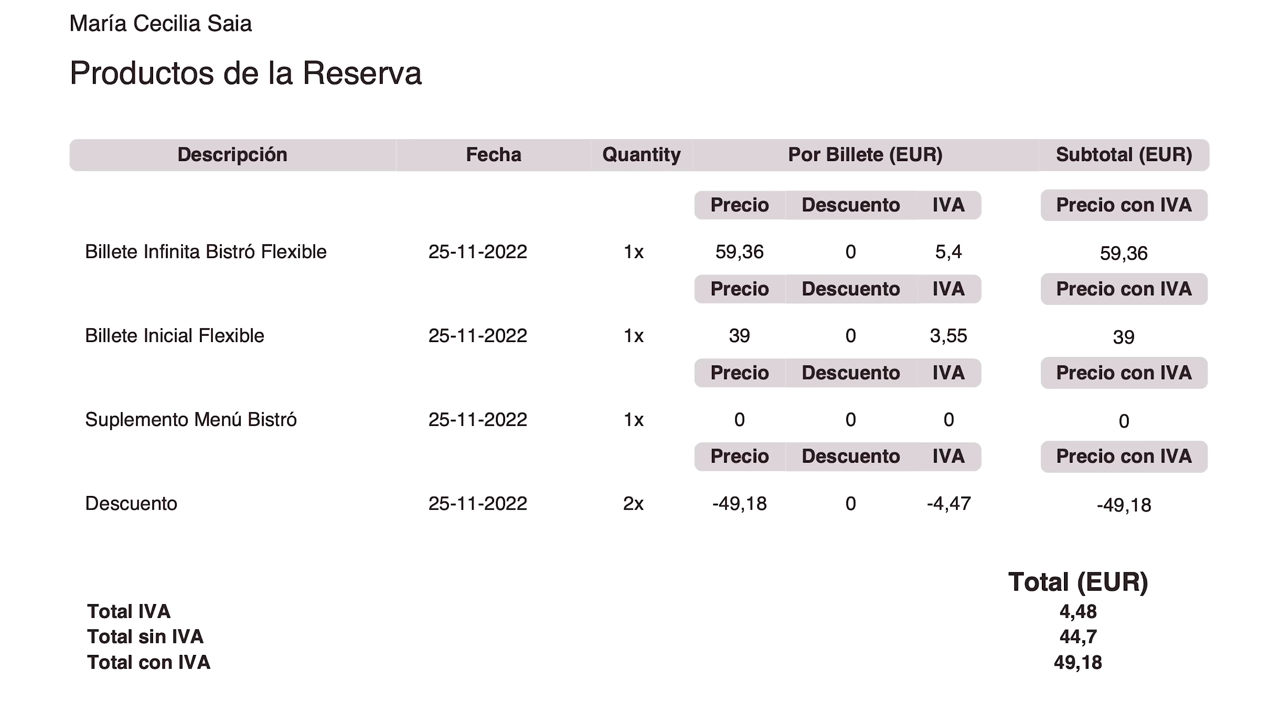 María Cecilia Saia
Productos de la Reserva
Descripción Fecha Quantity Por Billete (EUR) Subtotal (EUR)
Precio Descuento IVA Precio con IVA
Billete Infinita Bistró Flexible 25-11-2022 1x 59,36 0 5,4 59,36
Precio Descuento IVA Precio con IVA
Billete Inicial Flexible 25-11-2022 1x 39 0 3,55 39
Precio Descuento IVA Precio con IVA
Suplemento Menú Bistró 25-11-2022 1x 0 0 0 0
Precio Descuento IVA Precio con IVA
Descuento 25-11-2022 2x -49,18 0 -4,47 -49,18
Total (EUR)
Total IVA 4,48
Total sin IVA 44,7
Total con IVA 49,18